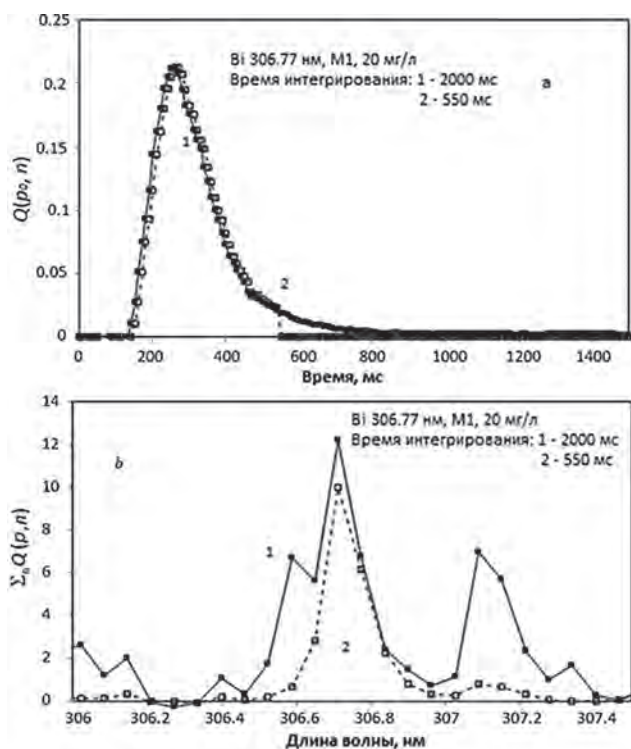 0.25
0.2
0.15
0.1
0.05
0
Q(p₀, n)
Bi 306.77 нм, М1, 20 мг/л
Время интегрирования: 1 - 2000 мс
2 - 550 мс
a
1
2
0 200 400 600 800 1000 1200 1400
Время, мс
14
12
10
8
6
4
2
0
ΣₙQ(p,n)
b
Bi 306.77 нм, М1, 20 мг/л
Время интегрирования: 1 - 2000 мс
2 - 550 мс
1
2
306 306.2 306.4 306.6 306.8 307 307.2 307.4
Длина волны, нм